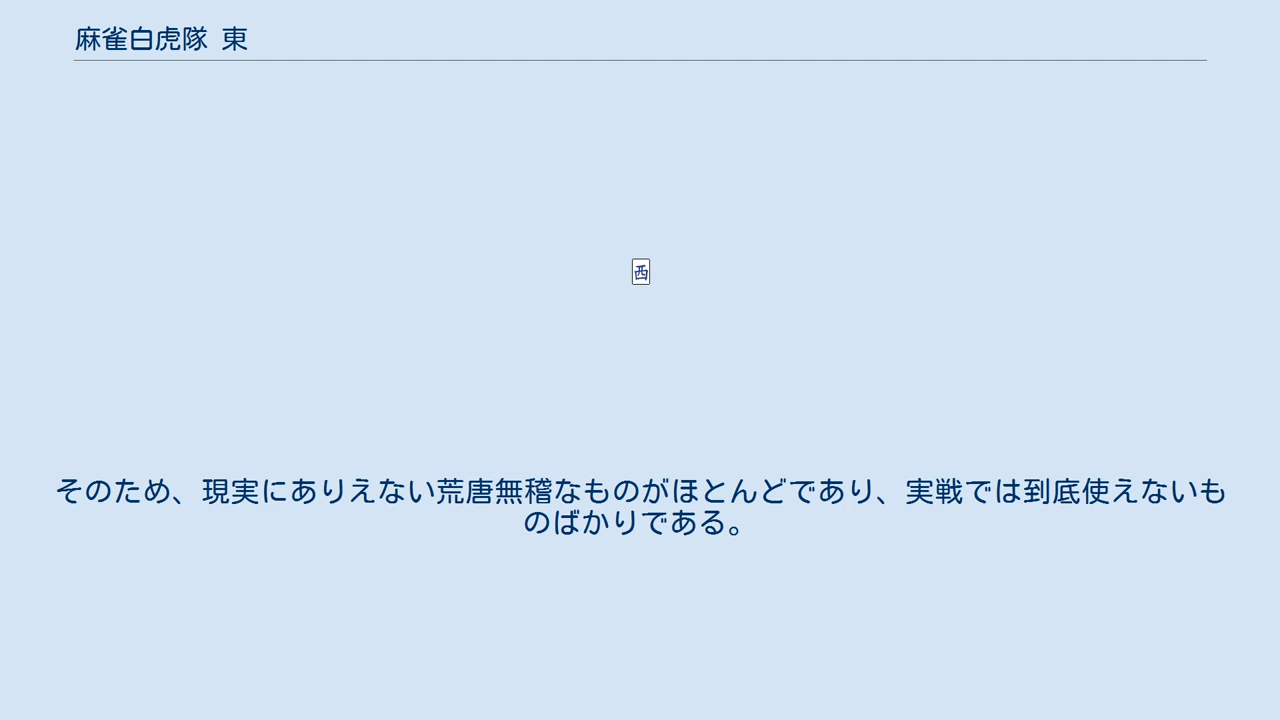 麻雀白虎隊 東
西
そのため、現実にありえない荒唐無稽なものがほとんどであり、実戦では到底使えないも
のばかりである。